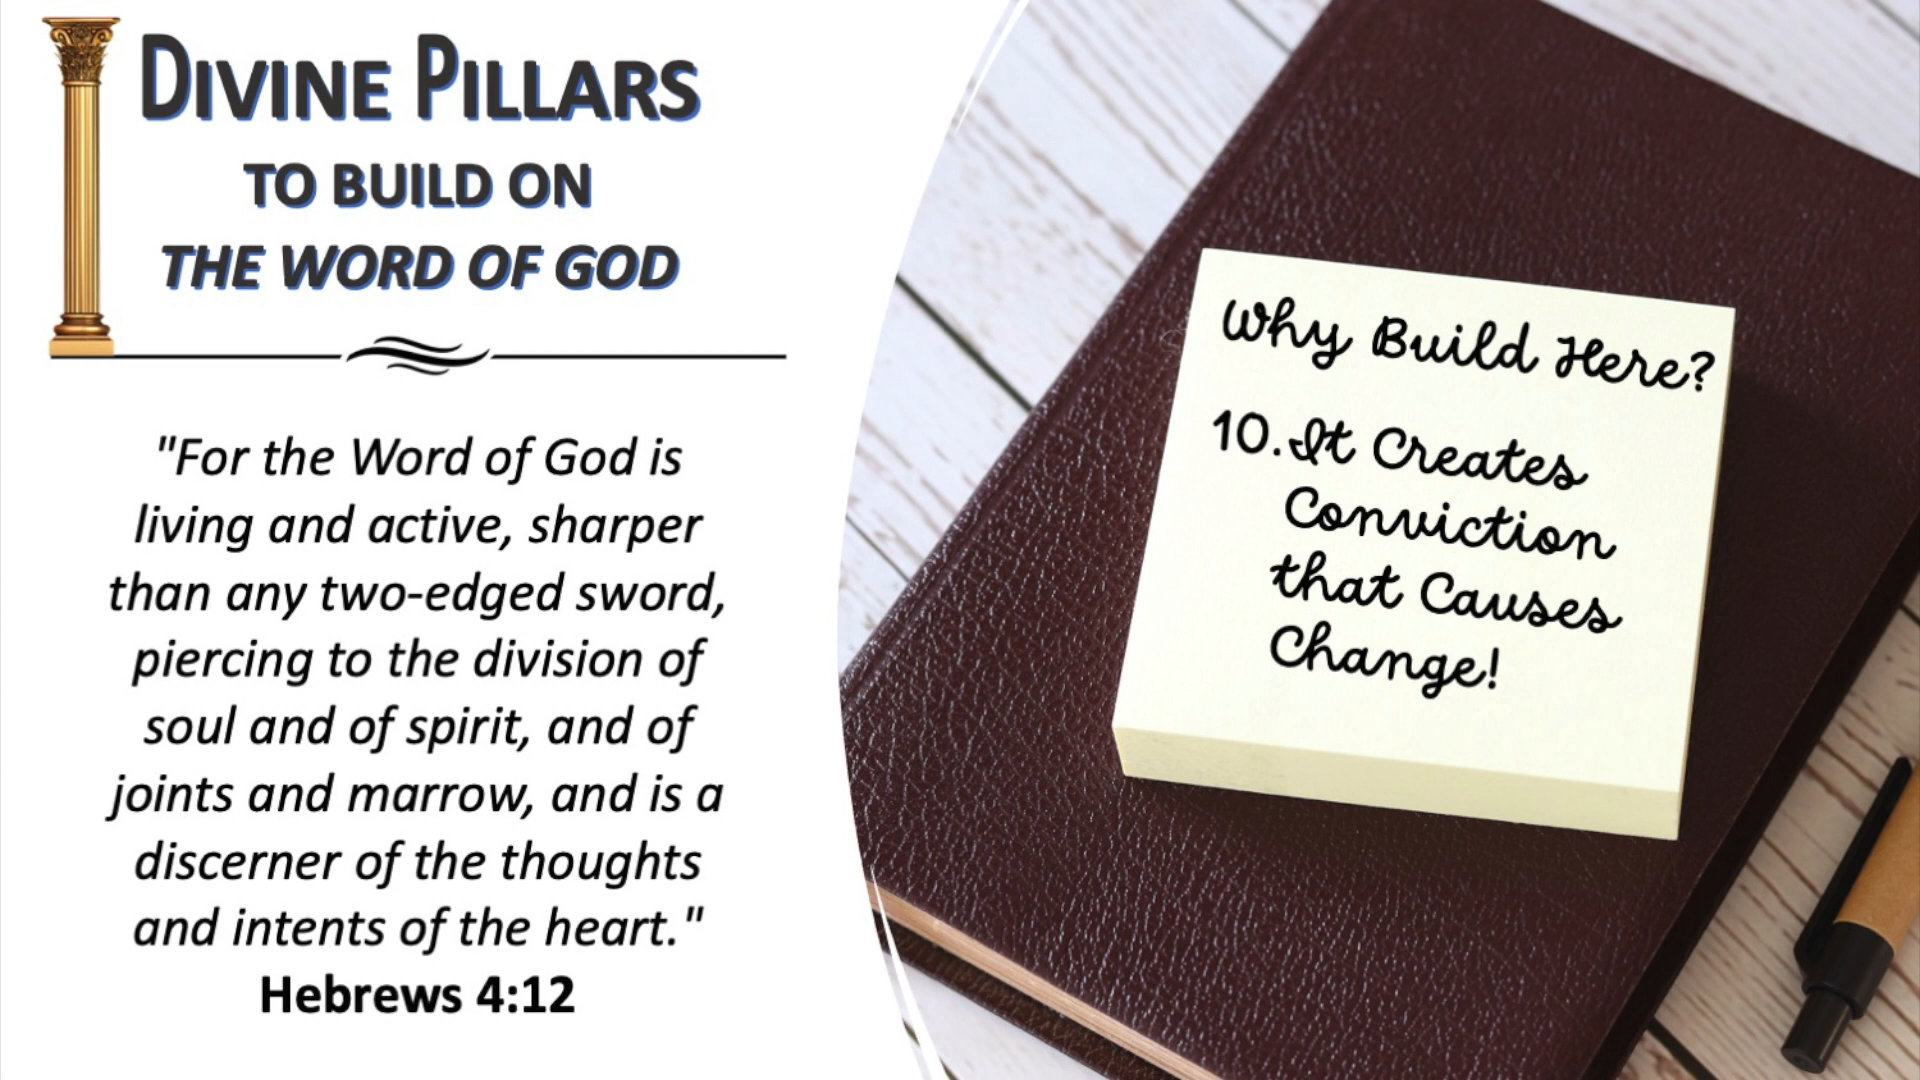 DIVINE PILLARS
TO BUILD ON
THE WORD OF GOD
"For the Word of God is
living and active, sharper
than any two-edged sword,
piercing to the division of
soul and of spirit, and of
joints and marrow, and is a
discerner of the thoughts
and intents of the heart."
Hebrews 4:12
Why Build Here?
10. It Creates
Conviction
that Causes
Change!